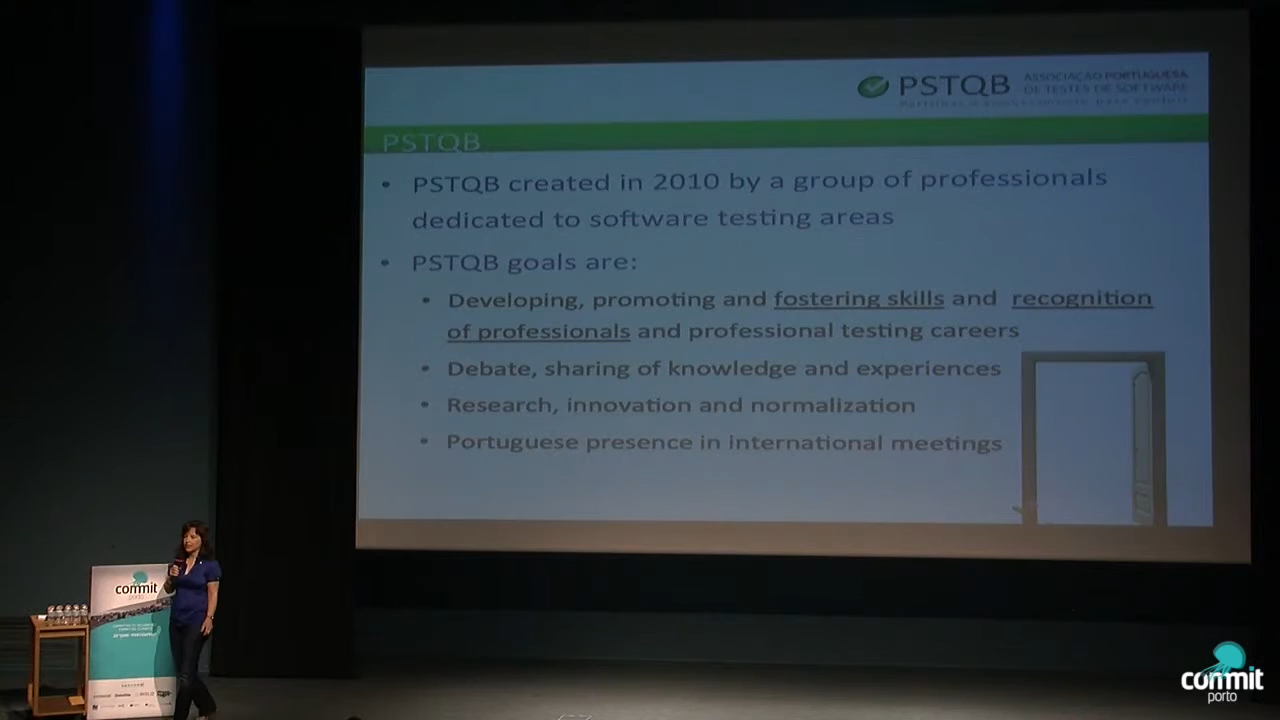 PSTQB ASSOCIAÇÃO PORTUGUESA
DE TESTES DE SOFTWARE
PSTQB
• PSTQB created in 2010 by a group of professionals
dedicated to software testing areas
• PSTQB goals are:
• Developing, promoting and fostering skills and recognition
of professionals and professional testing careers
• Debate, sharing of knowledge and experiences
• Research, innovation and normalization
• Portuguese presence in international meetings
commit
porto
commit
porto